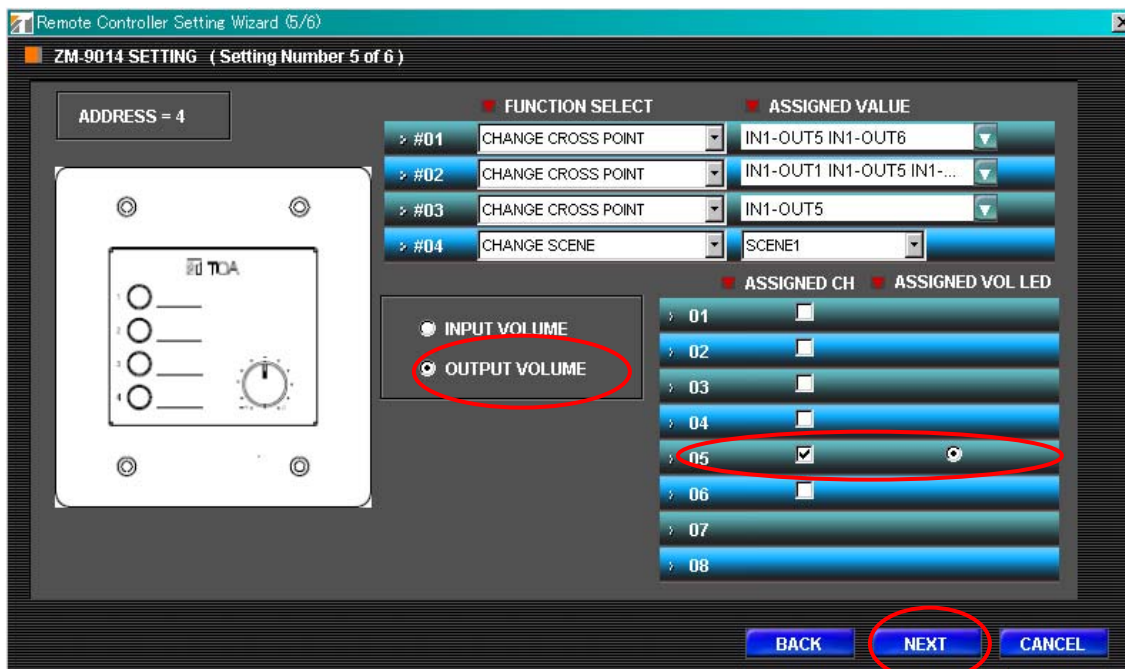 Remote Controller Setting Wizard (5/6)
ZM-9014 SETTING ( Setting Number 5 of 6 )
ADDRESS = 4
FUNCTION SELECT ASSIGNED VALUE
#01 CHANGE CROSS POINT IN1-OUT5 IN1-OUT6
#02 CHANGE CROSS POINT IN1-OUT1 IN1-OUT5 IN1-...
#03 CHANGE CROSS POINT IN1-OUT5
#04 CHANGE SCENE SCENE1
TOA
1
2
3
4
INPUT VOLUME
OUTPUT VOLUME
ASSIGNED CH ASSIGNED VOL LED
01
02
03
04
05
06
07
08
BACK NEXT CANCEL